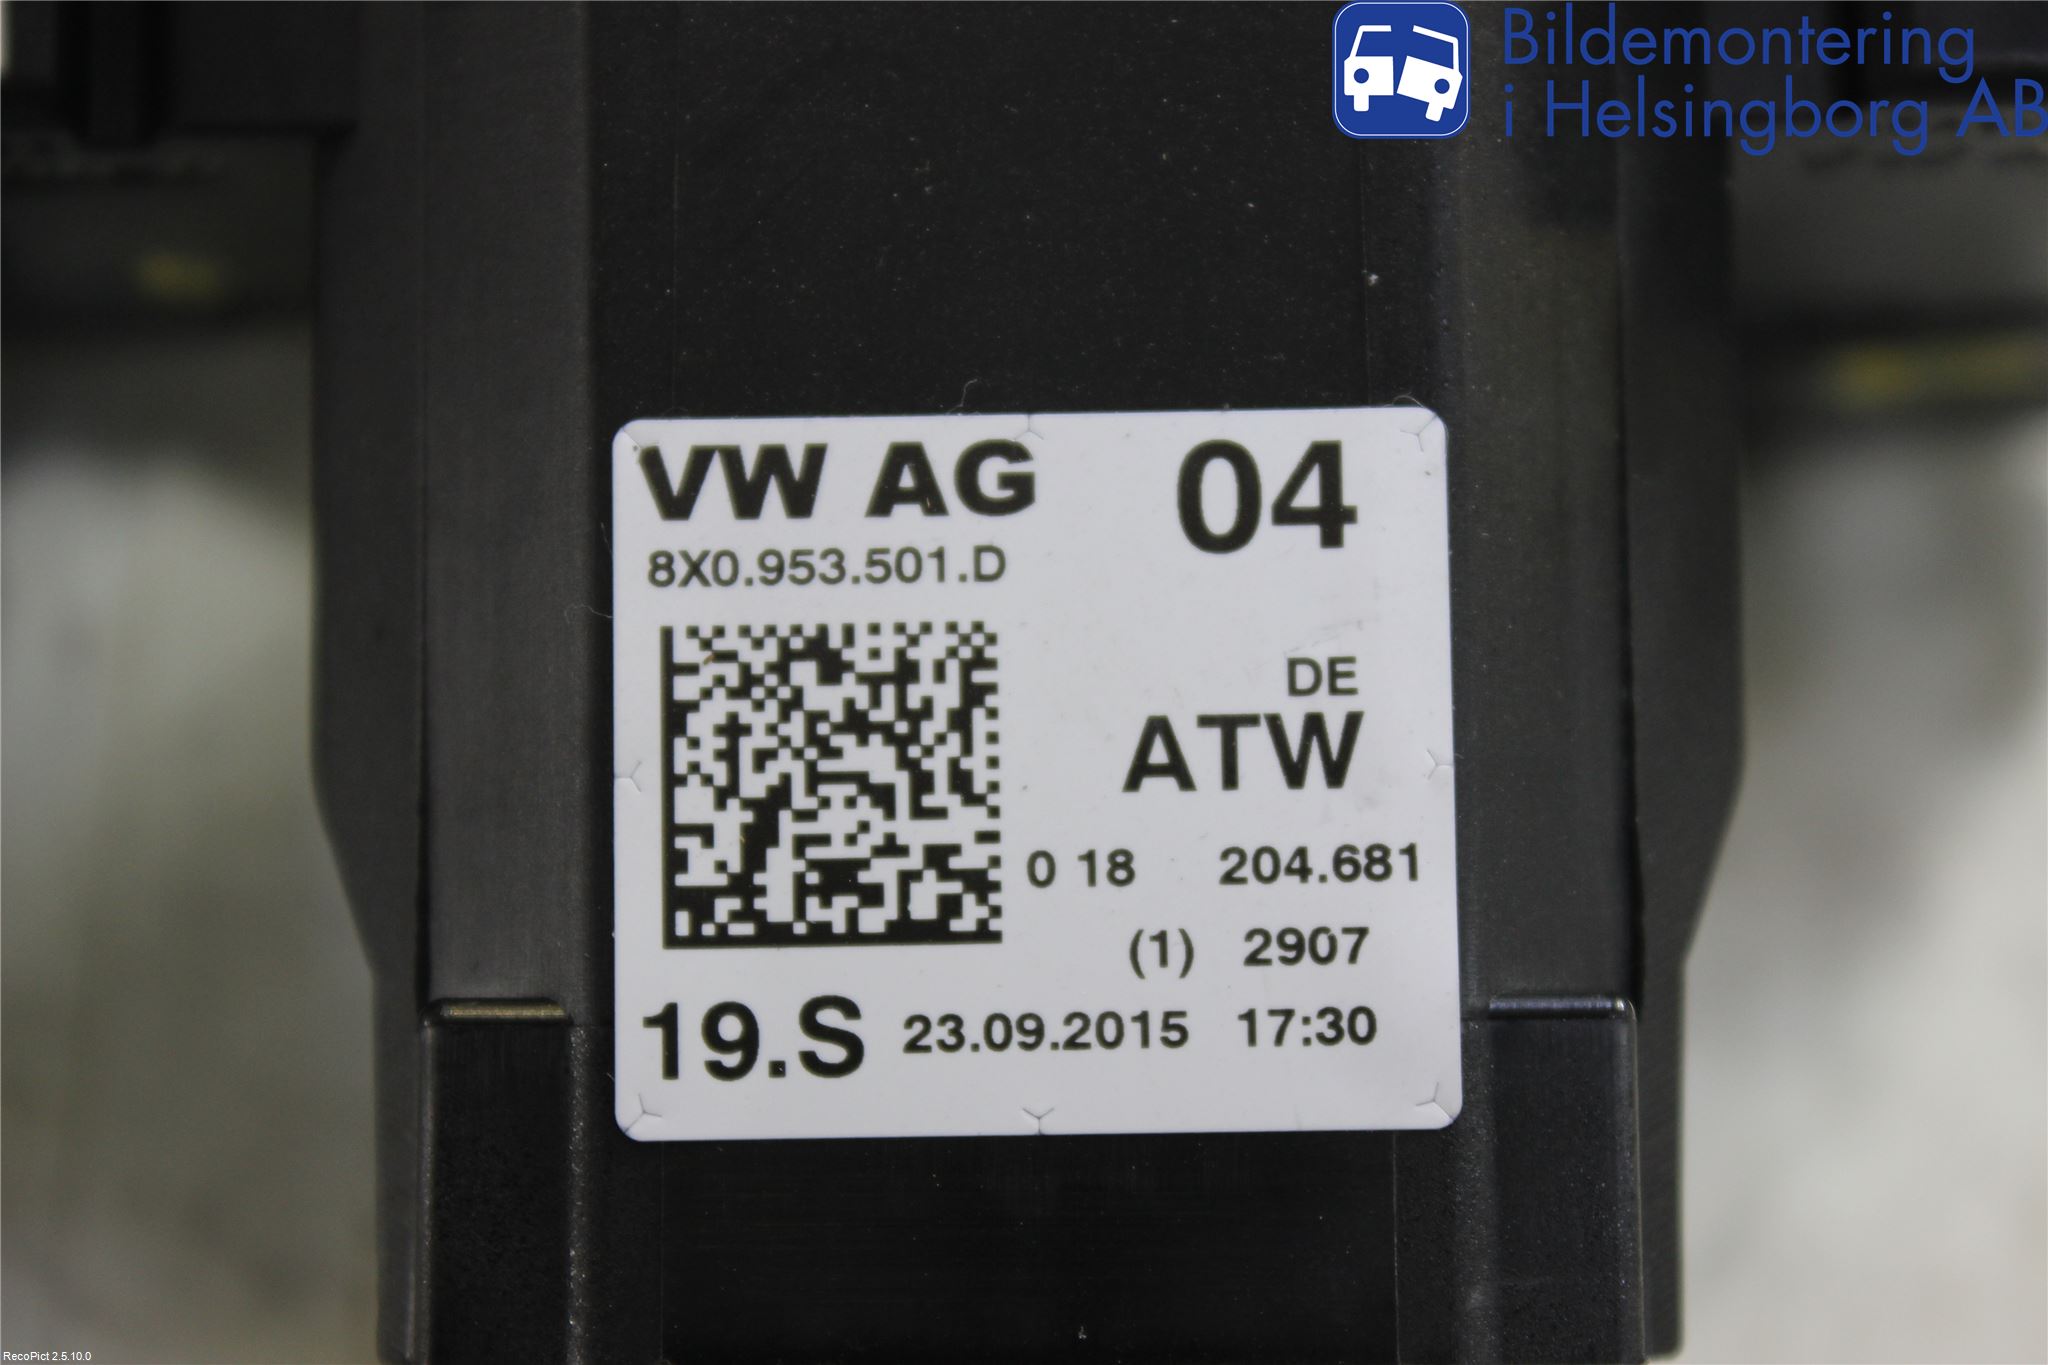 Bildemontering
i Helsingborg AB
VW AG 04
8X0.953.501.D
DE
ATW
0 18 204.681
(1) 2907
19.S 23.09.2015 17:30
RecoPict 2.5.10.0